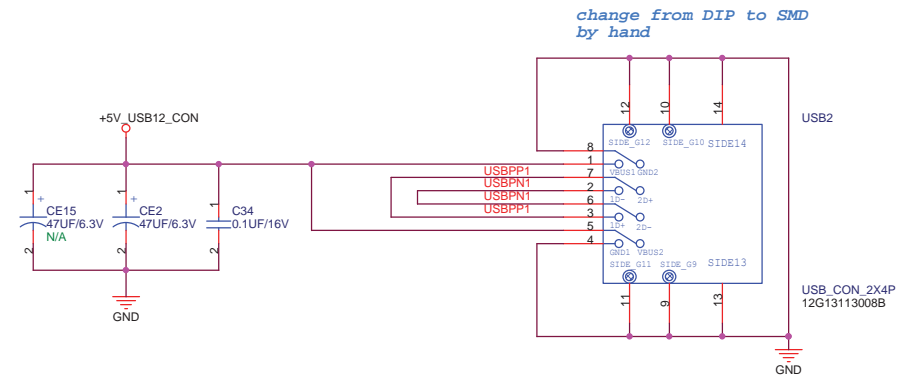 change from DIP to SMD
by hand
12
10
14
+5V_USB12_CON
USB2
SIDE_G12
SIDE_G10
SIDE14
8
1
VBUS1
GND2
USBPP1
7
USBPN1
2
1D-
2D+
USBPN1
6
USBPP1
3
1D+
2D-
5
4
GND1
VBUS2
SIDE_G11
SIDE_G9
SIDE13
1
+
CE15
47UF/6.3V
N/A
2
1
+
CE2
47UF/6.3V
2
1
C34
0.1UF/16V
2
USB_CON_2X4P
12G13113008B
11
9
13
GND
GND